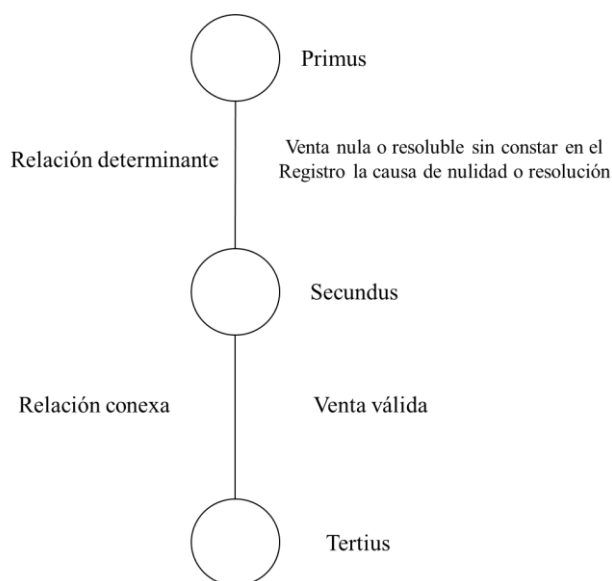 Primus
Relación determinante
Venta nula o resoluble sin constar en el
Registro la causa de nulidad o resolución
Secundus
Relación conexa
Venta válida
Tertius